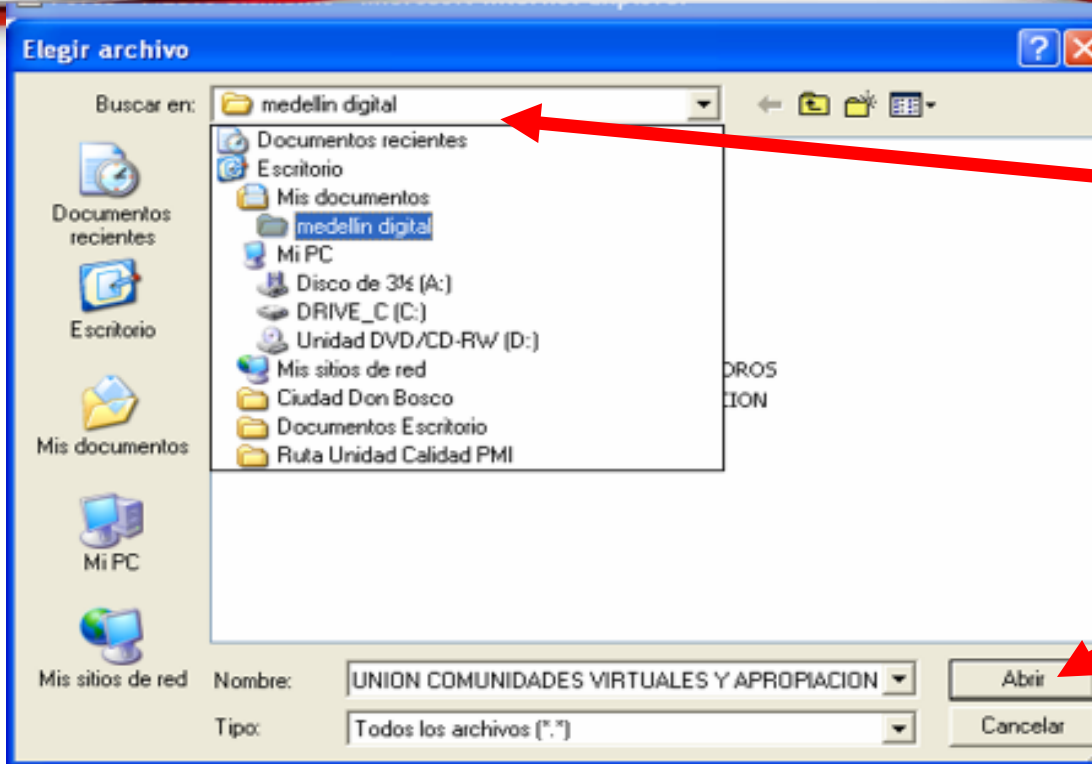 Elegir archivo
Buscar en: medellin digital
Documentos recientes
Escritorio
Mis documentos
medellin digital
Mi PC
Disco de 3½ (A:)
DRIVE_C (C:)
Unidad DVD/CD-RW (D:)
Mis sitios de red
Ciudad Don Bosco
Documentos Escritorio
Ruta Unidad Calidad PMI
Documentos
recientes
Escritorio
Mis documentos
Mi PC
Mis sitios de red
DROS
CION
Nombre: UNION COMUNIDADES VIRTUALES Y APROPIACION Abrir
Tipo: Todos los archivos (*.*) Cancelar